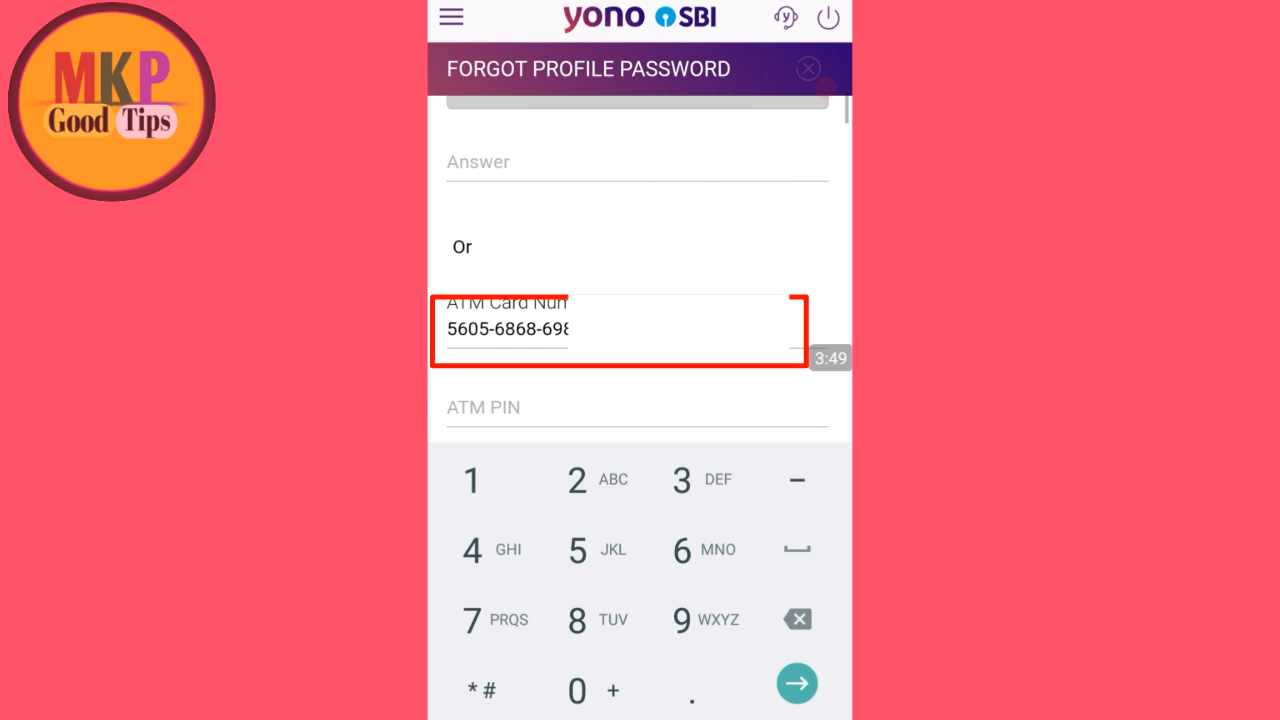 MKP
Good Tips
yono SBI
FORGOT PROFILE PASSWORD
Answer
Or
ATM Card Num
5605-6868-698
3:49
ATM PIN
1 2 ABC 3 DEF -
4 GHI 5 JKL 6 MNO
7 PRQS 8 TUV 9 WXYZ
* # 0 + .